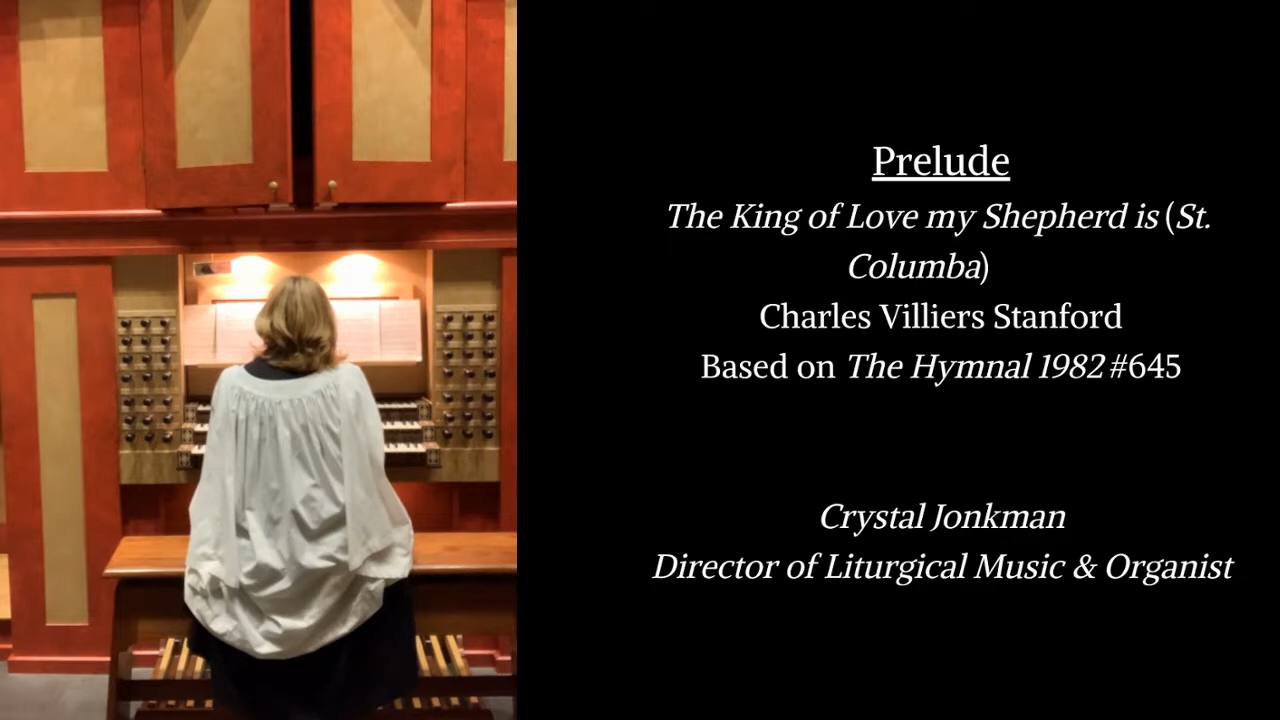 Prelude
The King of Love my Shepherd is (St.
Columba)
Charles Villiers Stanford
Based on The Hymnal 1982 #645
Crystal Jonkman
Director of Liturgical Music & Organist